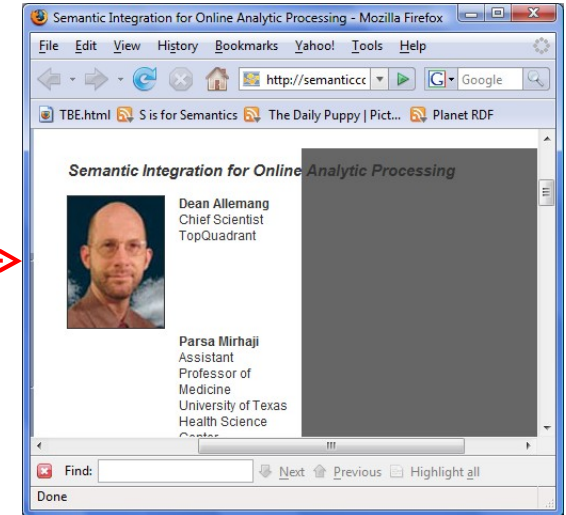 Semantic Integration for Online Analytic Processing - Mozilla Firefox
File Edit View History Bookmarks Yahoo! Tools Help
http://semanticcc G Google
TBE.html S is for Semantics The Daily Puppy | Pict... Planet RDF
Semantic Integration for Online Analytic Processing
Dean Allemang
Chief Scientist
TopQuadrant
Parsa Mirhaji
Assistant
Professor of
Medicine
University of Texas
Health Science
Center
Find: Next Previous Highlight all
Done